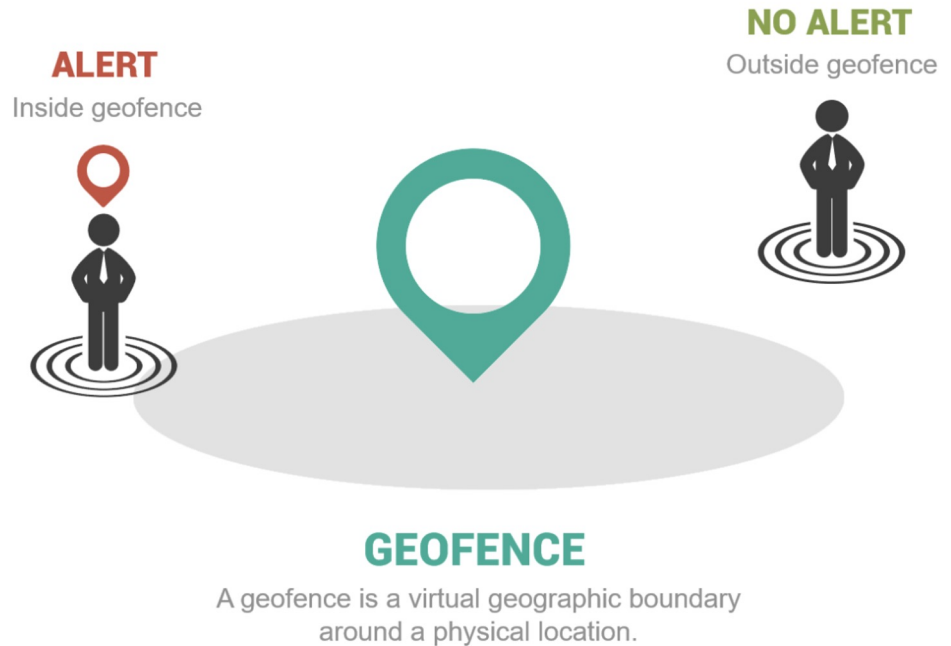 ALERT
Inside geofence
NO ALERT
Outside geofence
GEOFENCE
A geofence is a virtual geographic boundary
around a physical location.